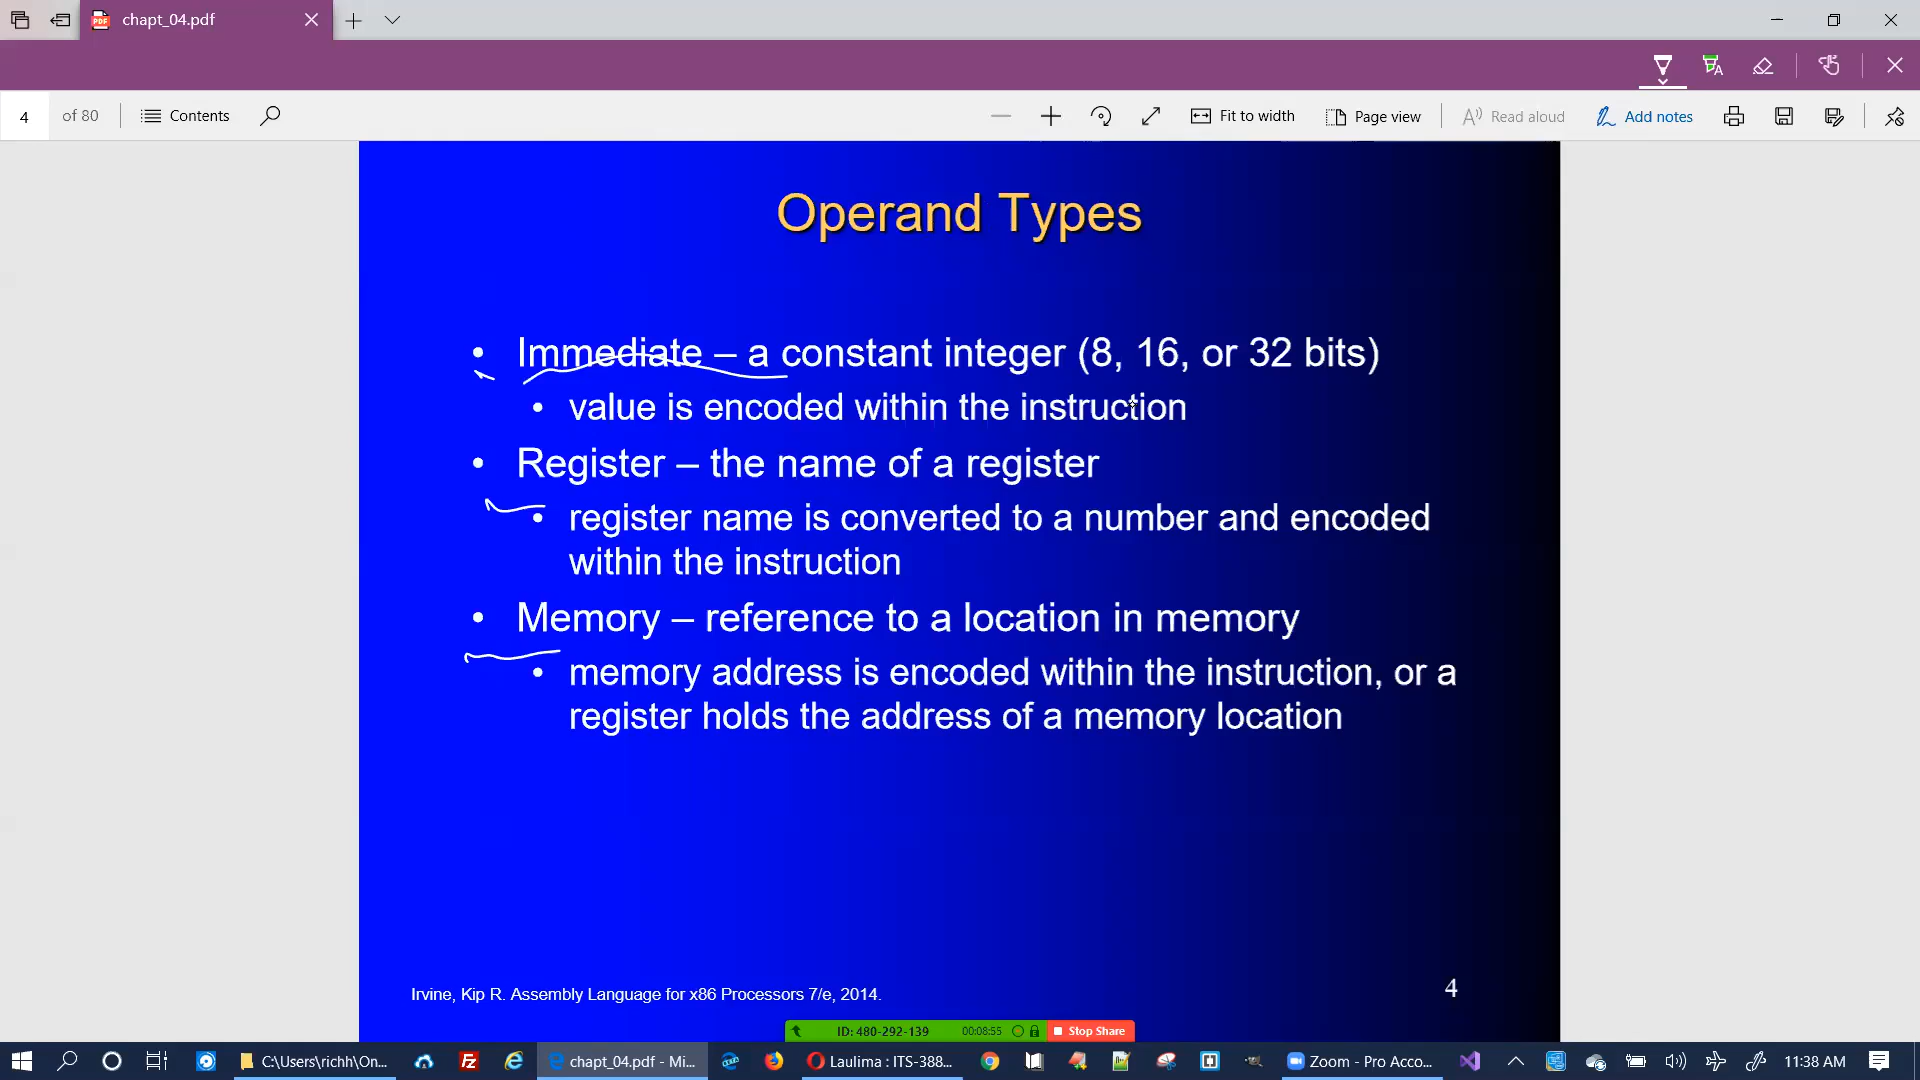 chapt_04.pdf
4 of 80 Contents Fit to width Page view Read aloud Add notes
Operand Types
• Immediate – a constant integer (8, 16, or 32 bits)
• value is encoded within the instruction
• Register – the name of a register
• register name is converted to a number and encoded
within the instruction
• Memory – reference to a location in memory
• memory address is encoded within the instruction, or a
register holds the address of a memory location
Irvine, Kip R. Assembly Language for x86 Processors 7/e, 2014.
4
ID: 480-292-139 00:08:55 Stop Share
C:\Users\richh\On... chapt_04.pdf - Mi... Laulima : ITS-388... Zoom - Pro Acco... 11:38 AM